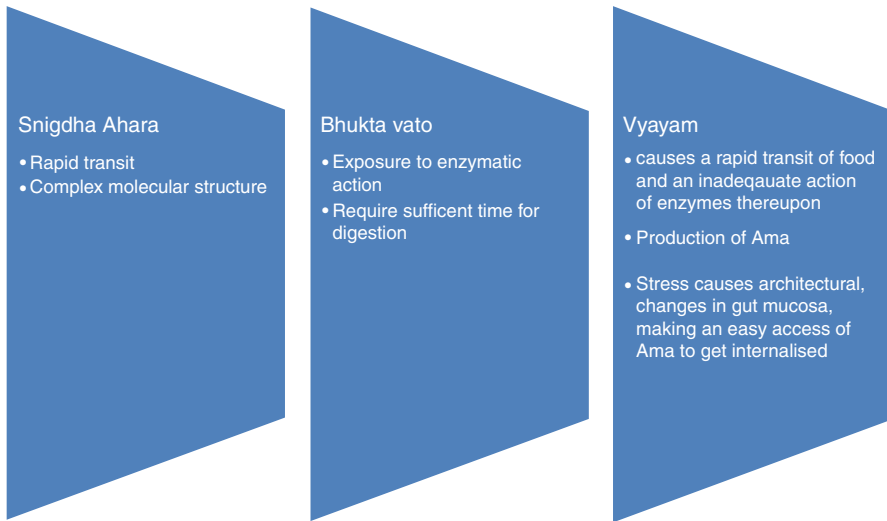 Snigdha Ahara
• Rapid transit
• Complex molecular structure
Bhukta vato
• Exposure to enzymatic
action
• Require sufficent time for
digestion
Vyayam
• causes a rapid transit of food
and an inadeqauate action
of enzymes thereupon
• Production of Ama
• Stress causes architectural,
changes in gut mucosa,
making an easy access of
Ama to get internalised